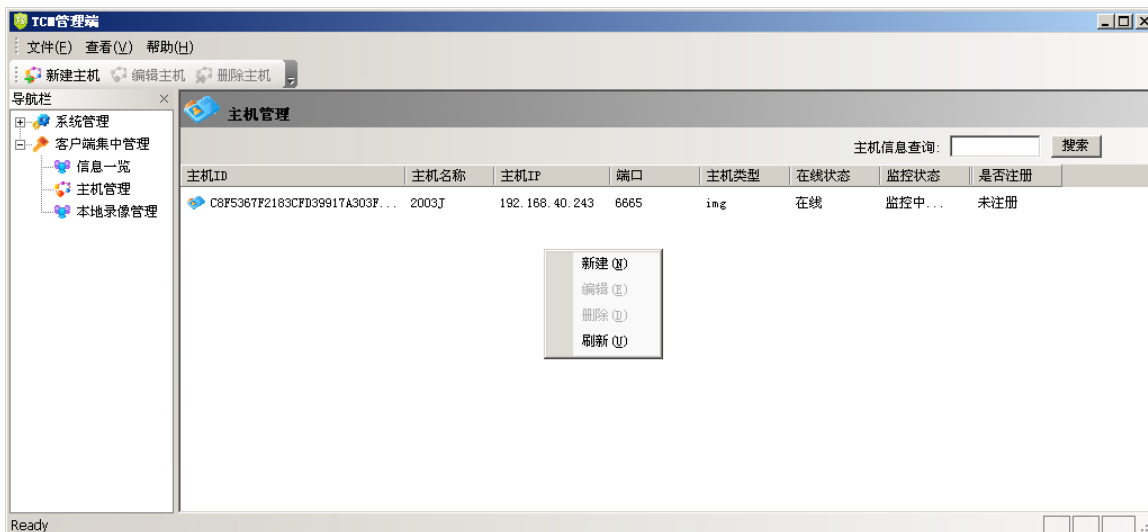 TCM管理端
文件(F) 查看(V) 帮助(H)
新建主机 编辑主机 删除主机
导航栏
系统管理
客户端集中管理
信息一览
主机管理
本地录像管理
主机管理
主机信息查询: 搜索
主机ID 主机名称 主机IP 端口 主机类型 在线状态 监控状态 是否注册
C8F5367F2183CFD39917A303F... 2003J 192.168.40.243 6665 img 在线 监控中... 未注册
新建(N)
编辑(E)
删除(D)
刷新(U)
Ready